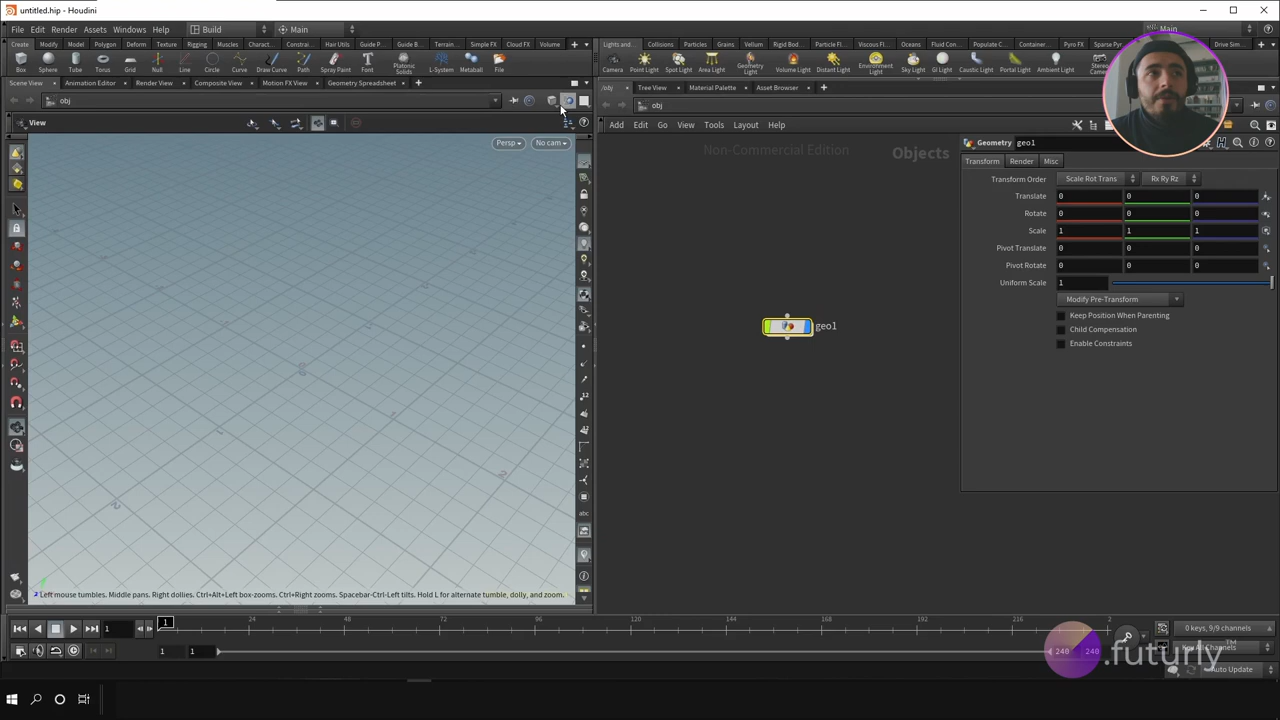 untitled.hip - Houdini
File Edit Render Assets Windows Help Build Main Main
Create Modify Model Polygon Deform Texture Rigging Muscles Charact... Constrai... Hair Utils Guide P... Guide B... Terrain... Simple FX Cloud FX Volume
Lights and... Collisions Particles Grains Vellum Rigid Bod... Particle Fl... Viscous Fl... Oceans Fluid Con... Populate C... Container... Pyro FX Sparse Py... Drive Sim...
Box Sphere Tube Torus Grid Null Line Circle Curve Draw Curve Path Spray Paint Font Platonic Solids L-System Metaball File
Camera Point Light Spot Light Area Light Geometry Light Volume Light Distant Light Environment Light Sky Light GI Light Caustic Light Portal Light Ambient Light Stereo Camera
Scene View Animation Editor Render View Composite View Motion FX View Geometry Spreadsheet
/obj Tree View Material Palette Asset Browser
obj
obj
View
Add Edit Go View Tools Layout Help
Persp No cam
Non-Commercial Edition Objects
Geometry geo1
Transform Render Misc
Transform Order Scale Rot Trans Rx Ry Rz
Translate 0 0 0
Rotate 0 0 0
Scale 1 1 1
Pivot Translate 0 0 0
Pivot Rotate 0 0 0
Uniform Scale 1
Modify Pre-Transform
Keep Position When Parenting
Child Compensation
Enable Constraints
geo1
abc
Left mouse tumbles. Middle pans. Right dollies. Ctrl+Alt+Left box-zooms. Ctrl+Right zooms. Spacebar-Ctrl-Left tilts. Hold L for alternate tumble, dolly, and zoom.
1 1 24 48 72 96 120 144 168 192 216 2
0 keys, 9/9 channels
1 1 240 240
Key All Channels
.futurly™
Auto Update